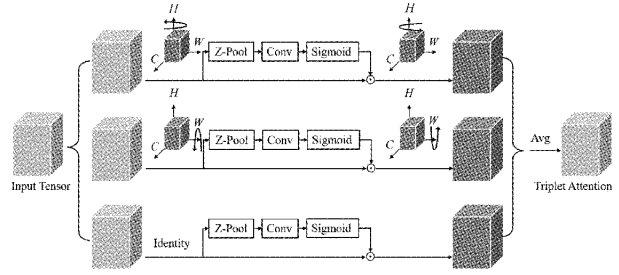 H H
W Z-Pool Conv Sigmoid W
C C
H H
W Z-Pool Conv Sigmoid W
C C
Avg
Input Tensor Triplet Attention
Identity Z-Pool Conv Sigmoid